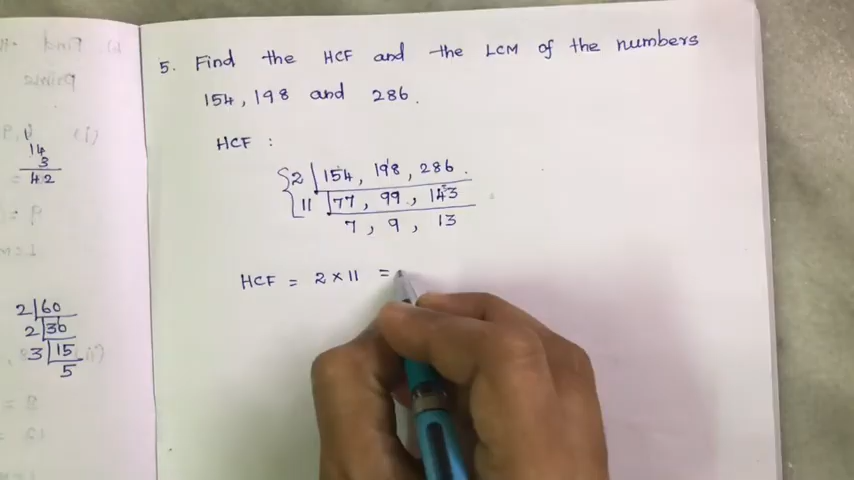 14
3
42
2 | 60
2 | 30
3 | 15
5
5. Find the HCF and the LCM of the numbers
154, 198 and 286.
HCF :
2 | 154, 198, 286.
11 | 77, 99, 143
7, 9, 13
HCF = 2 × 11 =